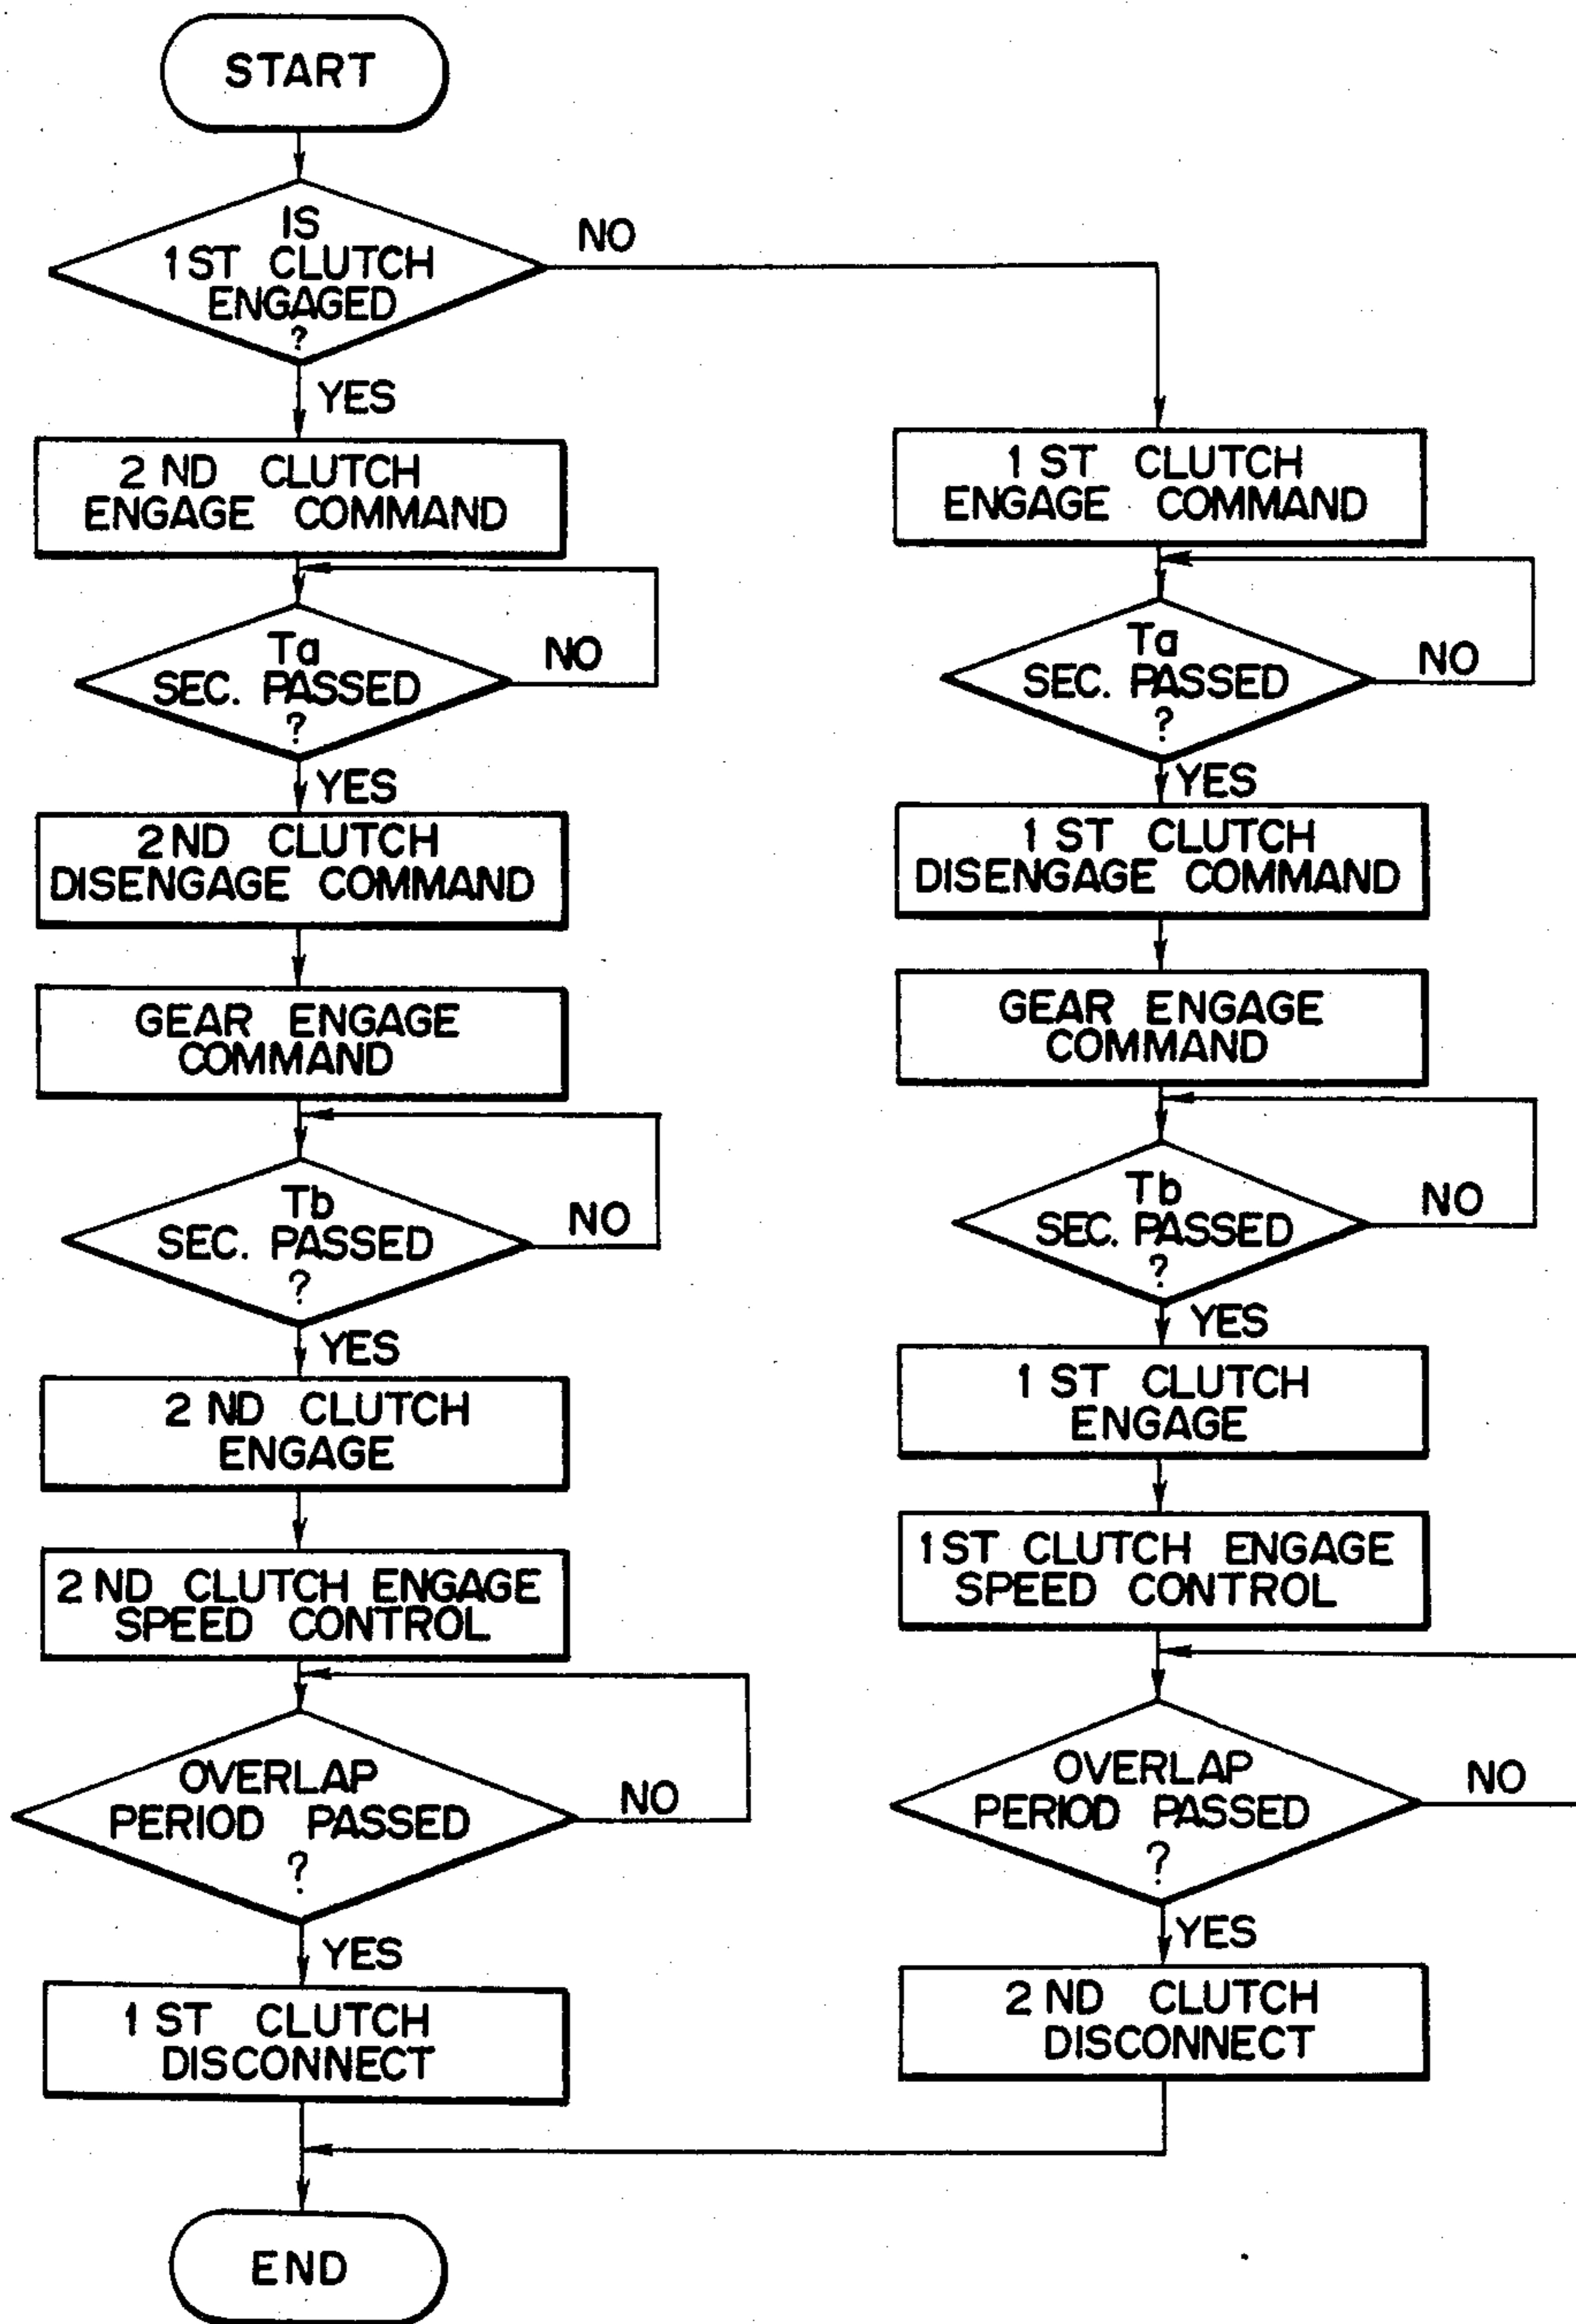 START
IS
1ST CLUTCH
ENGAGED
?
NO
YES
2ND CLUTCH
ENGAGE COMMAND
Ta
SEC. PASSED
?
NO
YES
2ND CLUTCH
DISENGAGE COMMAND
GEAR ENGAGE
COMMAND
Tb
SEC. PASSED
?
NO
YES
2ND CLUTCH
ENGAGE
2ND CLUTCH ENGAGE
SPEED CONTROL
OVERLAP
PERIOD PASSED
?
NO
YES
1ST CLUTCH
DISCONNECT
1ST CLUTCH
ENGAGE COMMAND
Ta
SEC. PASSED
?
NO
YES
1ST CLUTCH
DISENGAGE COMMAND
GEAR ENGAGE
COMMAND
Tb
SEC. PASSED
?
NO
YES
1ST CLUTCH
ENGAGE
1ST CLUTCH ENGAGE
SPEED CONTROL
OVERLAP
PERIOD PASSED
?
NO
YES
2ND CLUTCH
DISCONNECT
END